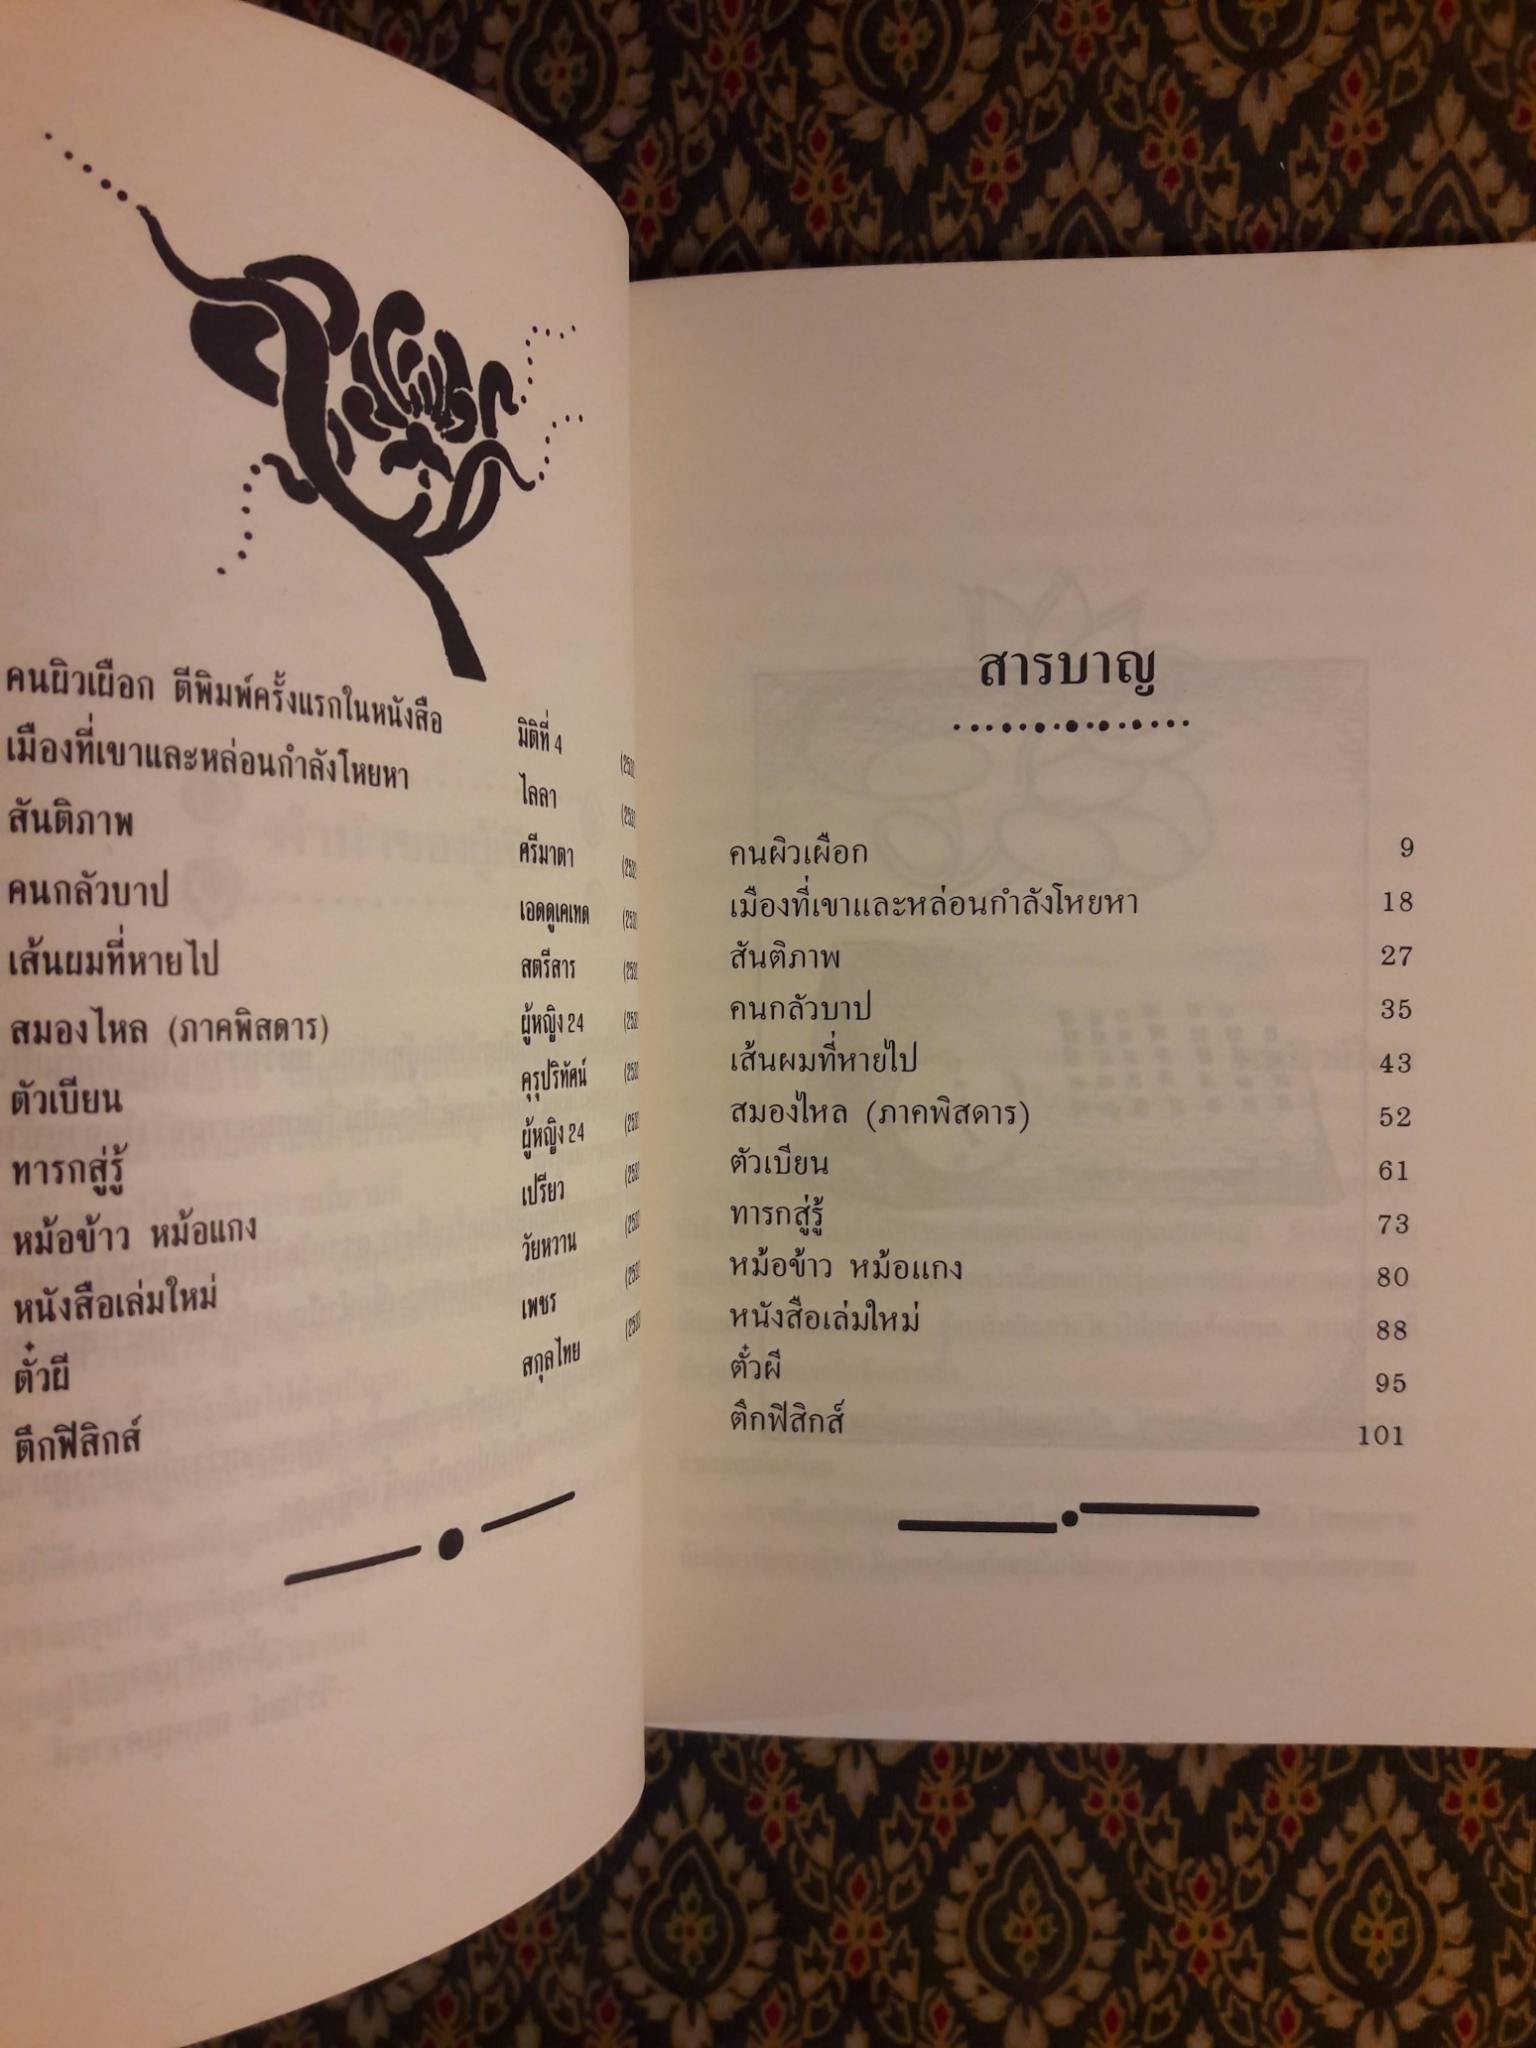 คนผิวเผือก ตีพิมพ์ครั้งแรกในหนังสือ มิติที่ 4
เมืองที่เขาและหล่อนกำลังโหยหา ไลลา
สันติภาพ ศรีมาตา
คนกลัวบาป เอดดูเคเทด
เส้นผมที่หายไป สตรีสาร
สมองไหล (ภาคพิสดาร) ผู้หญิง 24
ตัวเบียน คุรุปริทัศน์
ทารกสู่รู้ ผู้หญิง 24
หม้อข้าว หม้อแกง เปรียว
หนังสือเล่มใหม่ วัยหวาน
ตั๋วผี เพชร
ตึกฟิสิกส์ สกุลไทย
สารบาญ
คนผิวเผือก 9
เมืองที่เขาและหล่อนกำลังโหยหา 18
สันติภาพ 27
คนกลัวบาป 35
เส้นผมที่หายไป 43
สมองไหล (ภาคพิสดาร) 52
ตัวเบียน 61
ทารกสู่รู้ 73
หม้อข้าว หม้อแกง 80
หนังสือเล่มใหม่ 88
ตั๋วผี 95
ตึกฟิสิกส์ 101